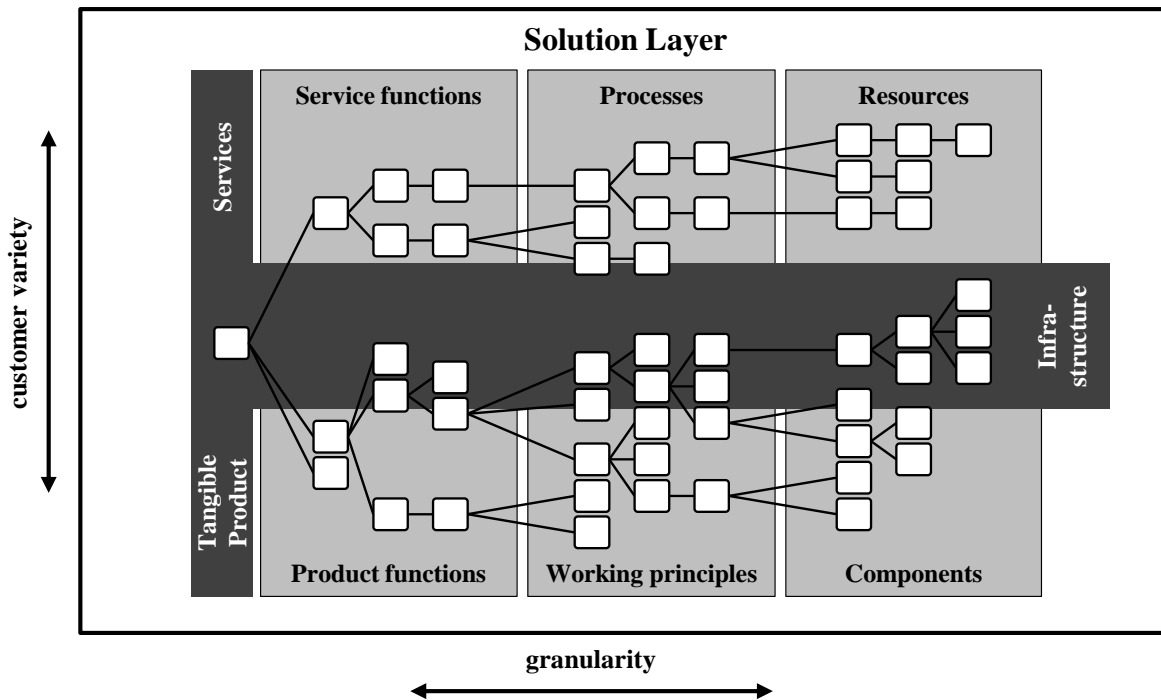 Solution Layer
Service functions
Processes
Resources
Services
customer variety
Infra-
structure
Tangible
Product
Product functions
Working principles
Components
granularity